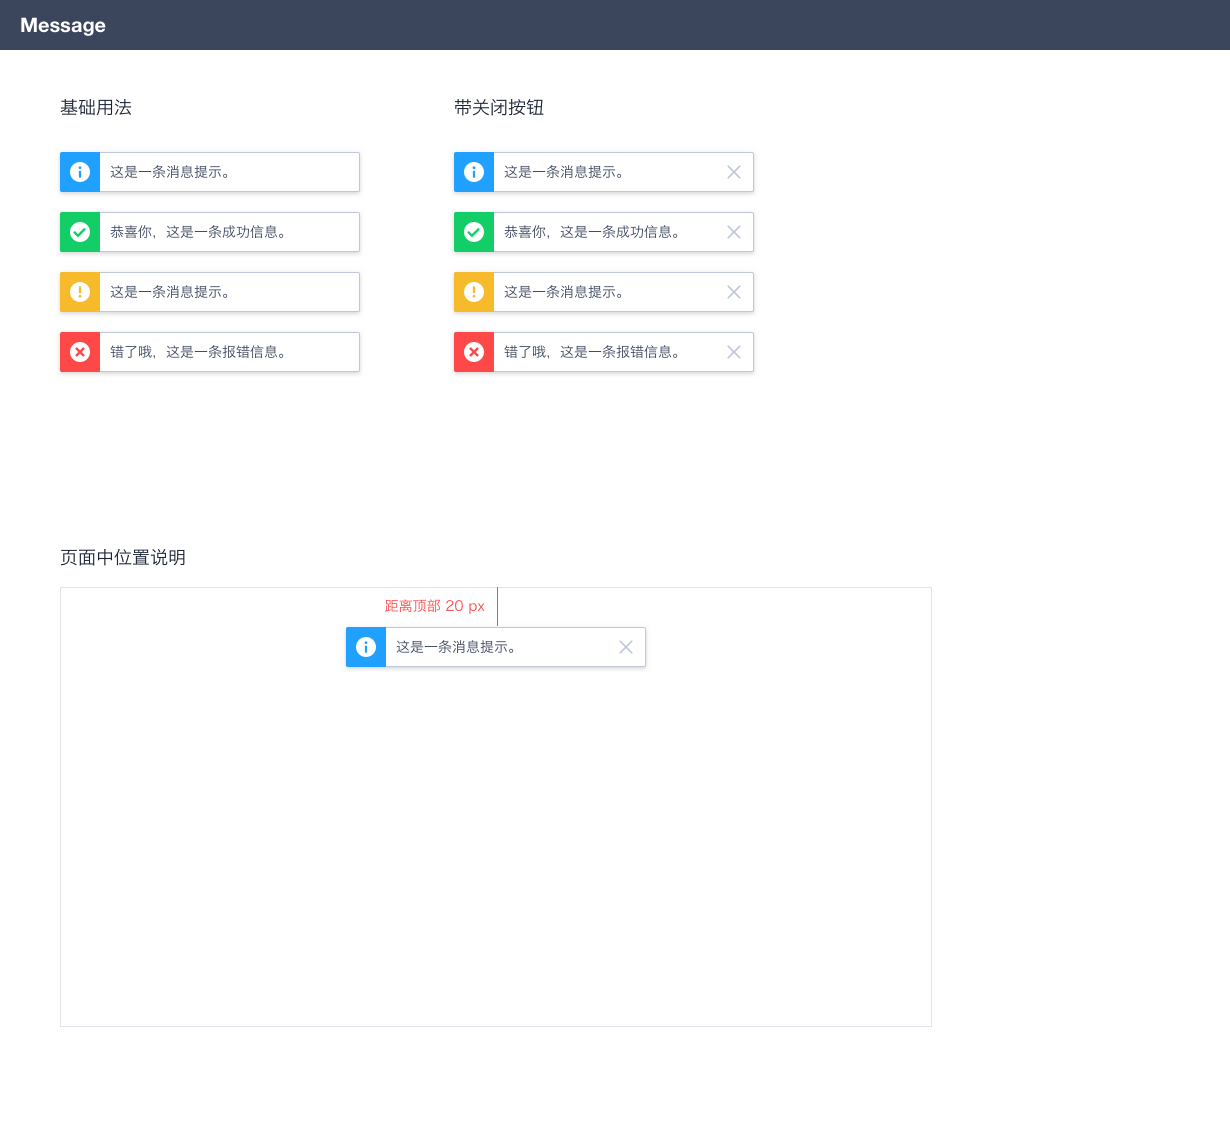 Message
基础用法
这是一条消息提示。
恭喜你，这是一条成功信息。
这是一条消息提示。
错了哦，这是一条报错信息。
带关闭按钮
这是一条消息提示。
恭喜你，这是一条成功信息。
这是一条消息提示。
错了哦，这是一条报错信息。
页面中位置说明
距离顶部 20 px
这是一条消息提示。